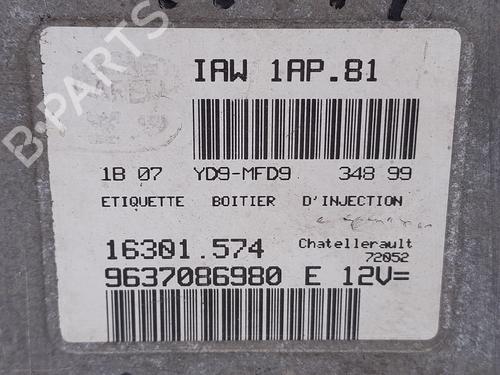 IAW 1AP.81
1B 07 YD9-MFD9 348 99
ETIQUETTE BOITIER D'INJECTION
16301.574 Chatellerault
72052
9637086980 E 12V=
B-PARTS